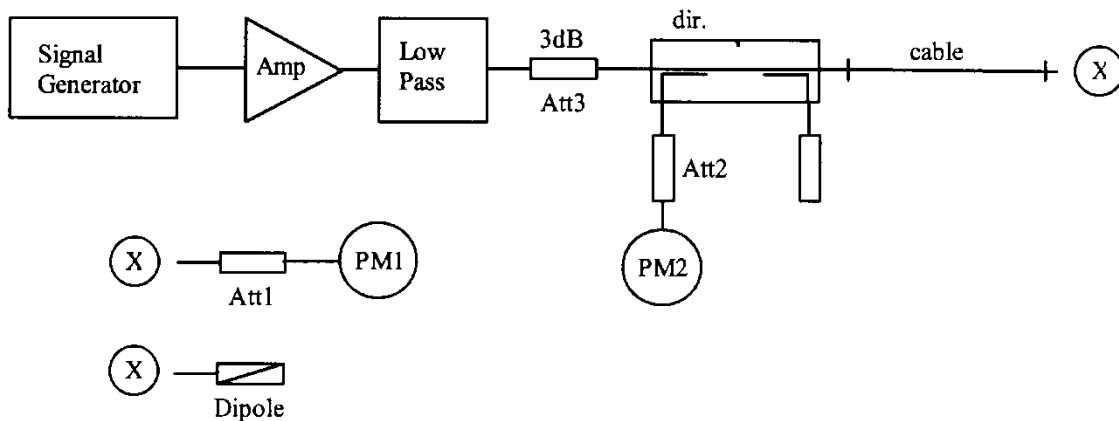 Signal
Generator
Amp
Low
Pass
3dB
Att3
dir.
cable
X
Att2
PM2
X
Att1
PM1
X
Dipole